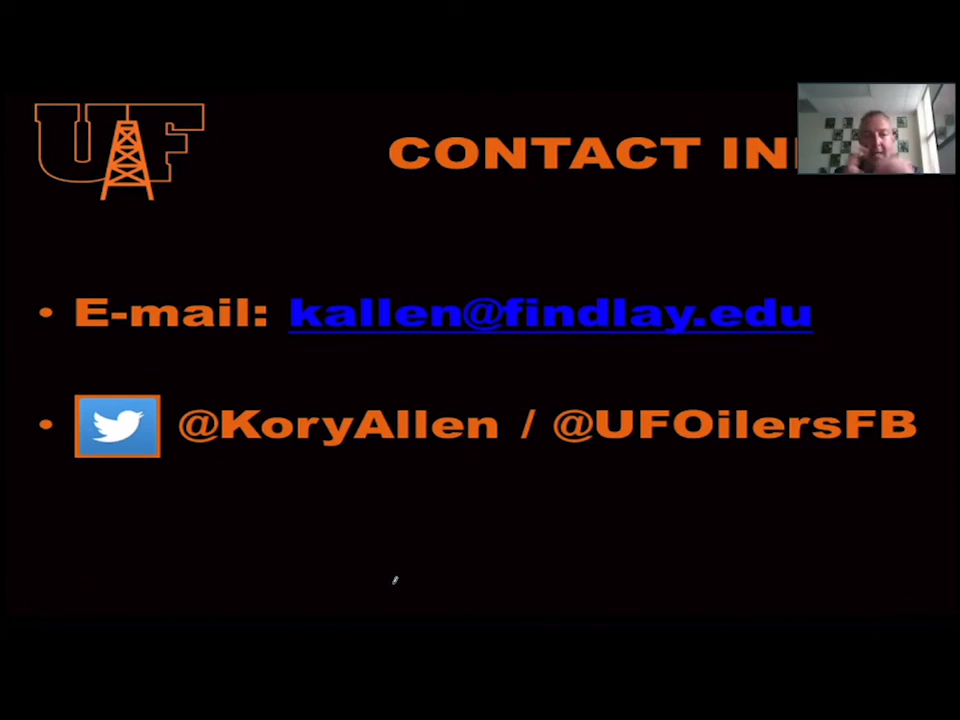 UF
CONTACT IN
• E-mail: kallen@findlay.edu
• @KoryAllen / @UFOilersFB